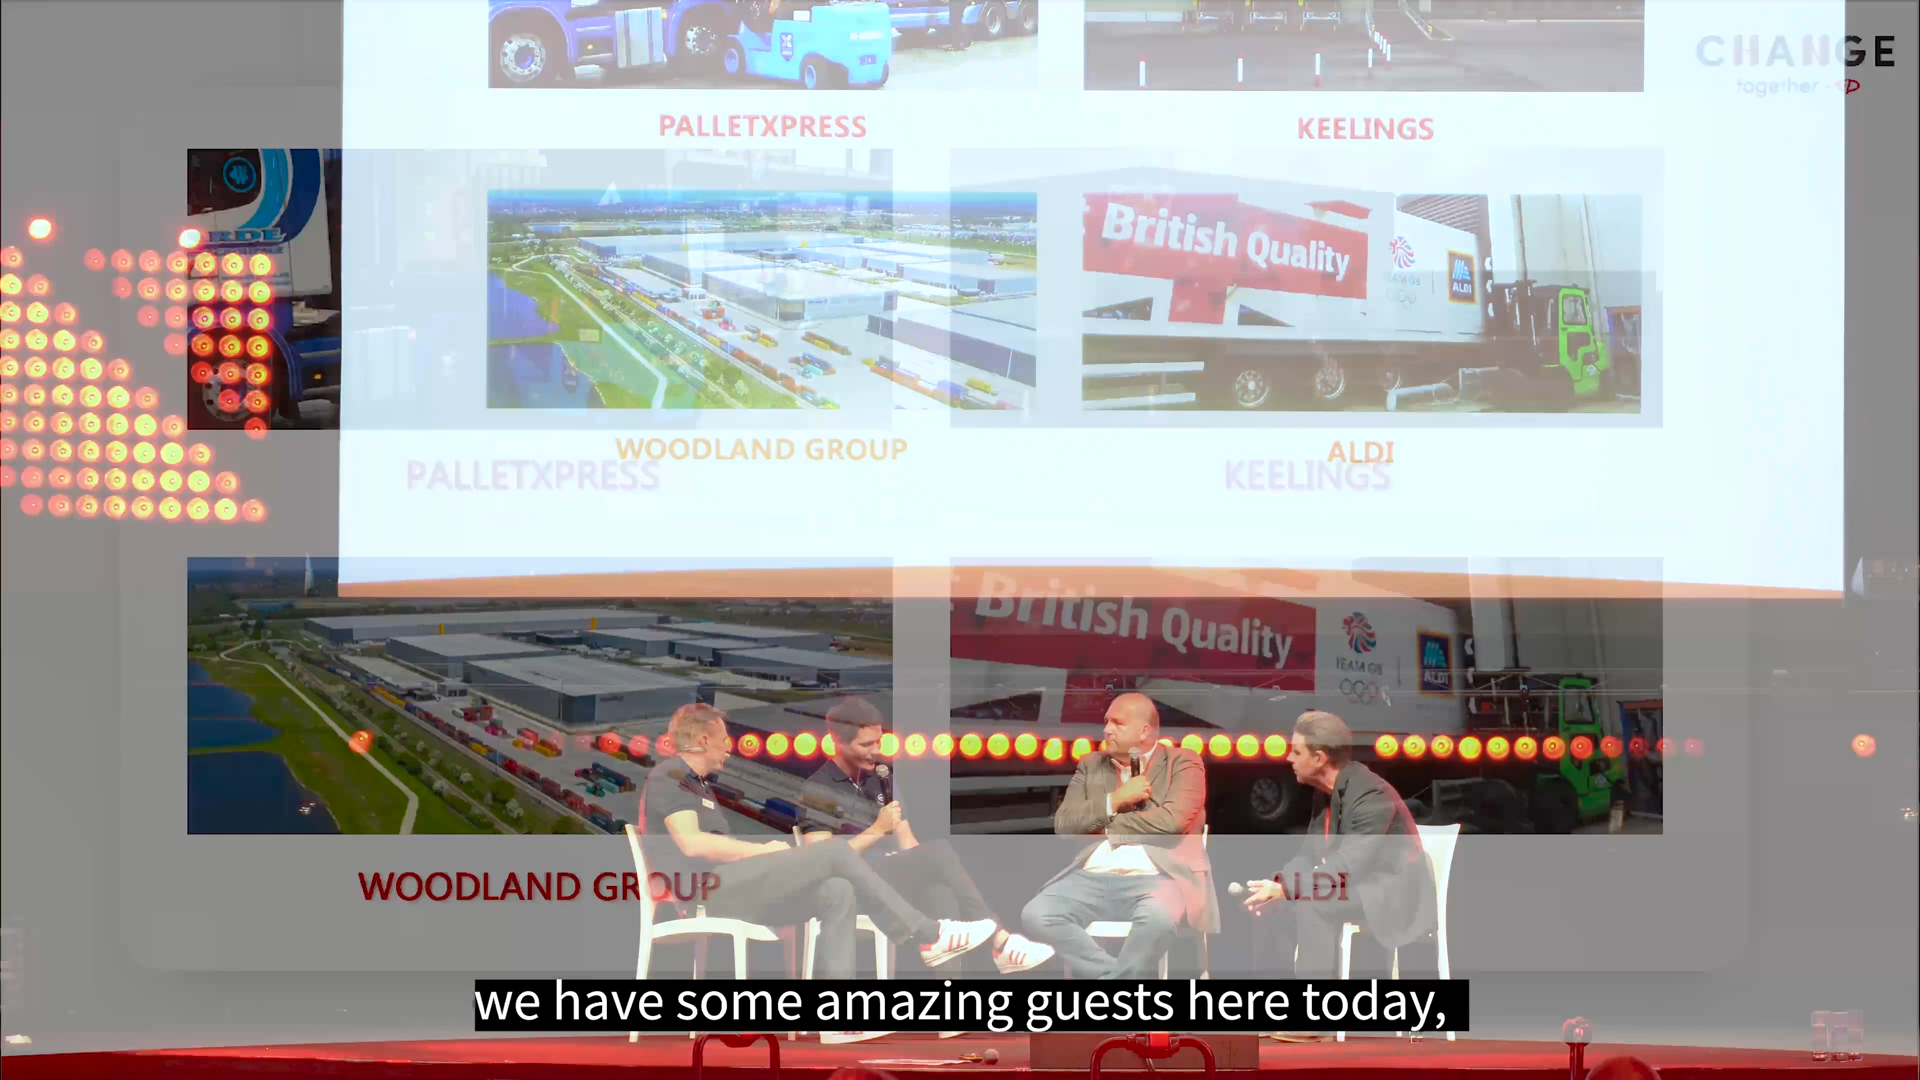 CHANGE
together
PALLETXPRESS
KEELINGS
British Quality
ALDI
WOODLAND GROUP
ALDI
PALLETXPRESS
KEELINGS
British Quality
TEAM GB
ALDI
WOODLAND GROUP
ALDI
we have some amazing guests here today,